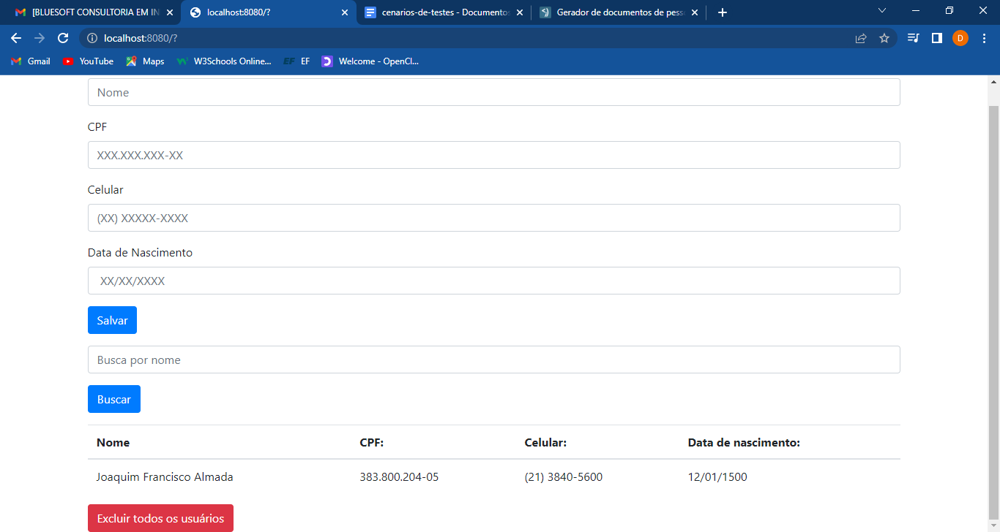 [BLUESOFT CONSULTORIA EM IN
localhost:8080/?
cenarios-de-testes - Documentos
Gerador de documentos de pess
localhost:8080/?
D
Gmail
YouTube
Maps
W3Schools Online...
EF EF
Welcome - OpenCl...
Nome
CPF
XXX.XXX.XXX-XX
Celular
(XX) XXXXX-XXXX
Data de Nascimento
XX/XX/XXXX
Salvar
Busca por nome
Buscar
Nome CPF: Celular: Data de nascimento:
Joaquim Francisco Almada 383.800.204-05 (21) 3840-5600 12/01/1500
Excluir todos os usuários